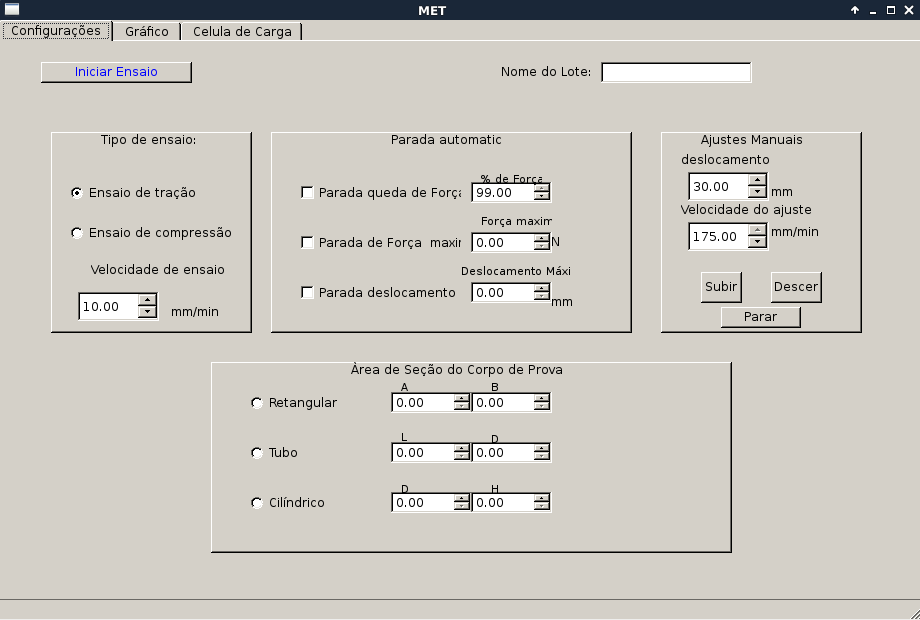 MET
Configurações Gráfico Celula de Carga
Iniciar Ensaio
Nome do Lote:
Tipo de ensaio:
Ensaio de tração
Ensaio de compressão
Velocidade de ensaio
10.00 mm/min
Parada automatic
% de Força
Parada queda de Força 99.00
Força maxim
Parada de Força maxir 0.00 N
Deslocamento Máxi
Parada deslocamento 0.00 mm
Ajustes Manuais
deslocamento
30.00 mm
Velocidade do ajuste
175.00 mm/min
Subir Descer
Parar
Àrea de Seção do Corpo de Prova
A B
Retangular 0.00 0.00
L D
Tubo 0.00 0.00
D H
Cilíndrico 0.00 0.00